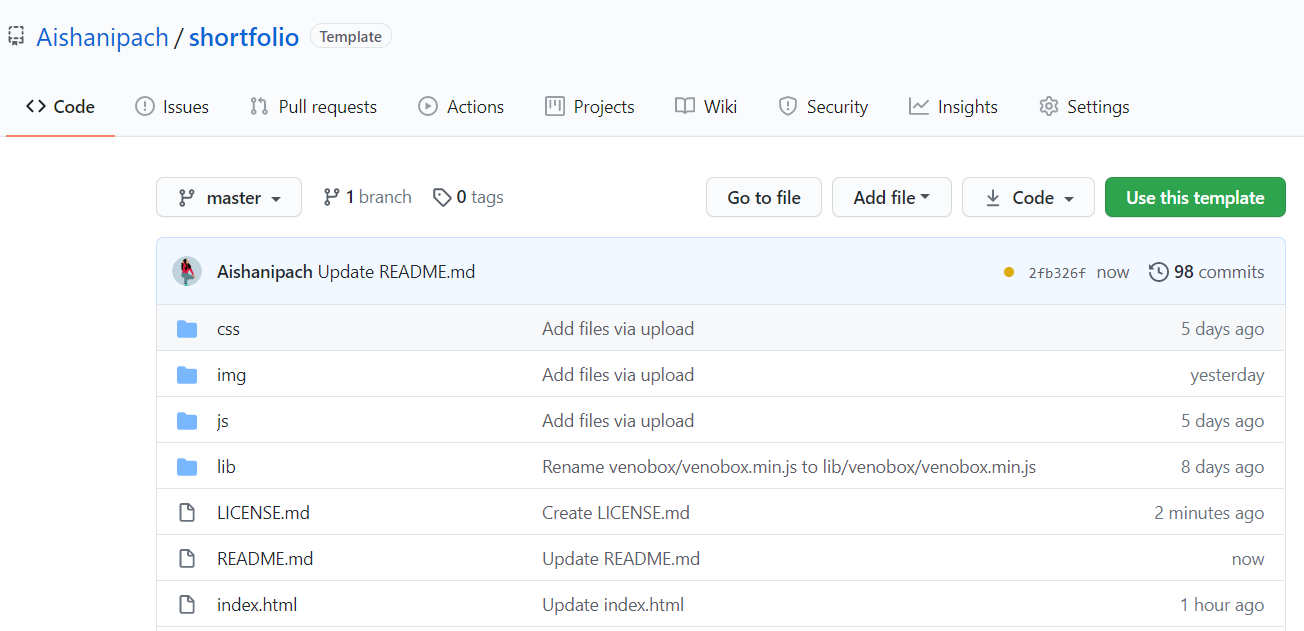 Aishanipach / shortfolio Template
Code Issues Pull requests Actions Projects Wiki Security Insights Settings
master 1 branch 0 tags Go to file Add file Code Use this template
Aishanipach Update README.md 2fb326f now 98 commits
css Add files via upload 5 days ago
img Add files via upload yesterday
js Add files via upload 5 days ago
lib Rename venobox/venobox.min.js to lib/venobox/venobox.min.js 8 days ago
LICENSE.md Create LICENSE.md 2 minutes ago
README.md Update README.md now
index.html Update index.html 1 hour ago